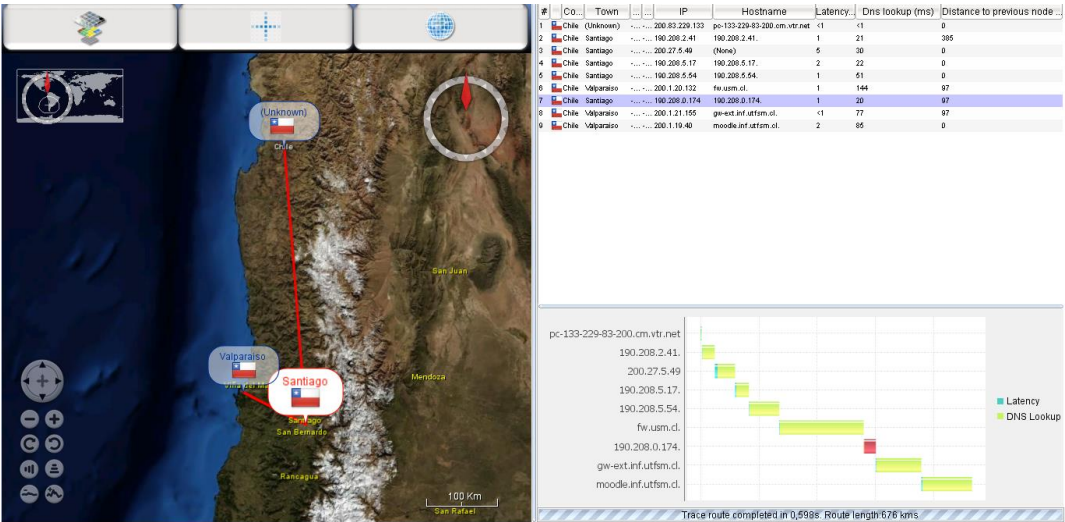 (Unknown)
Chile
San Juan
Valparaiso
Santiago
Mendoza
Santiago
San Bernardo
Rancagua
100 Km
San Rafael
# Co... Town ... ... IP Hostname Latency... Dns lookup (ms) Distance to previous node ...
1 Chile (Unknown) -... -... 200.83.229.133 pc-133-229-83-200.cm.vtr.net <1 <1 0
2 Chile Santiago -... -... 190.208.2.41 190.208.2.41. 1 21 385
3 Chile Santiago -... -... 200.27.5.49 (None) 5 30 0
4 Chile Santiago -... -... 190.208.5.17 190.208.5.17. 2 22 0
5 Chile Santiago -... -... 190.208.5.54 190.208.5.54. 1 51 0
6 Chile Valparaiso -... -... 200.1.20.132 fw.usm.cl. 1 144 97
7 Chile Santiago -... -... 190.208.0.174 190.208.0.174. 1 20 97
8 Chile Valparaiso -... -... 200.1.21.155 gw-ext.inf.utfsm.cl. <1 77 97
9 Chile Valparaiso -... -... 200.1.19.40 moodle.inf.utfsm.cl. 2 85 0
pc-133-229-83-200.cm.vtr.net
190.208.2.41.
200.27.5.49
190.208.5.17.
190.208.5.54.
fw.usm.cl.
190.208.0.174.
gw-ext.inf.utfsm.cl.
moodle.inf.utfsm.cl.
Latency
DNS Lookup
Trace route completed in 0,598s. Route length:676 kms